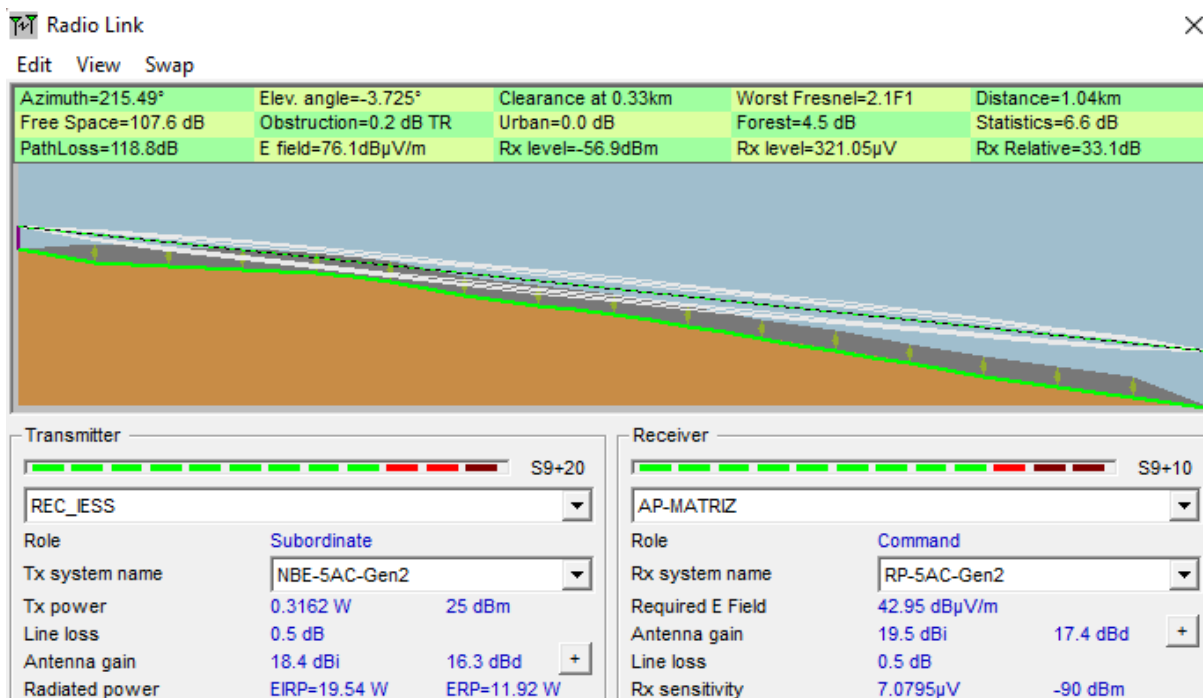 Radio Link
Edit View Swap
Azimuth=215.49° Elev. angle=-3.725° Clearance at 0.33km Worst Fresnel=2.1F1 Distance=1.04km
Free Space=107.6 dB Obstruction=0.2 dB TR Urban=0.0 dB Forest=4.5 dB Statistics=6.6 dB
PathLoss=118.8dB E field=76.1dBµV/m Rx level=-56.9dBm Rx level=321.05µV Rx Relative=33.1dB
Transmitter
S9+20
REC_IESS
Role Subordinate
Tx system name NBE-5AC-Gen2
Tx power 0.3162 W 25 dBm
Line loss 0.5 dB
Antenna gain 18.4 dBi 16.3 dBd +
Radiated power EIRP=19.54 W ERP=11.92 W
Receiver
S9+10
AP-MATRIZ
Role Command
Rx system name RP-5AC-Gen2
Required E Field 42.95 dBµV/m
Antenna gain 19.5 dBi 17.4 dBd +
Line loss 0.5 dB
Rx sensitivity 7.0795µV -90 dBm